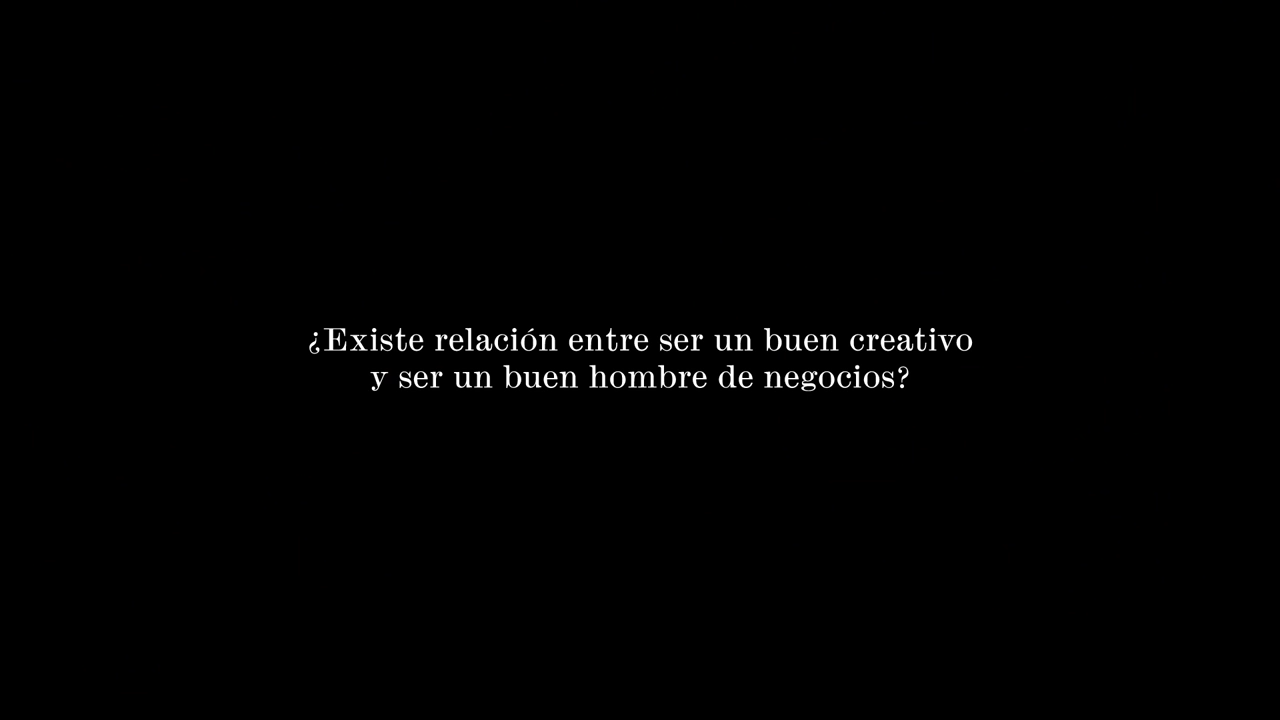 ¿Existe relación entre ser un buen creativo
y ser un buen hombre de negocios?